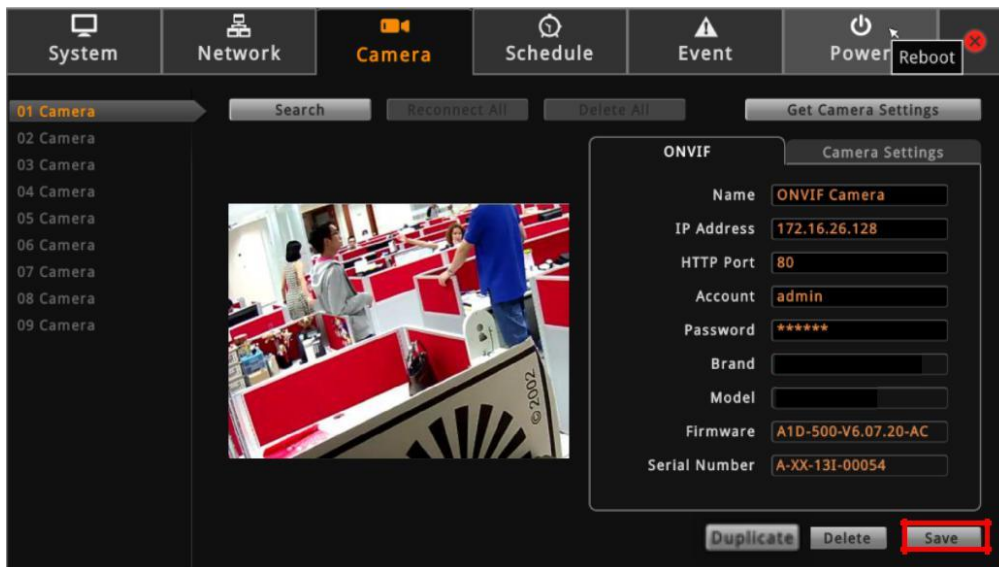 System
Network
Camera
Schedule
Event
Power
Reboot
01 Camera
02 Camera
03 Camera
04 Camera
05 Camera
06 Camera
07 Camera
08 Camera
09 Camera
Search
Reconnect All
Delete All
Get Camera Settings
ONVIF
Camera Settings
Name ONVIF Camera
IP Address 172.16.26.128
HTTP Port 80
Account admin
Password ******
Brand
Model
Firmware A1D-500-V6.07.20-AC
Serial Number A-XX-13I-00054
©2002
Duplicate
Delete
Save